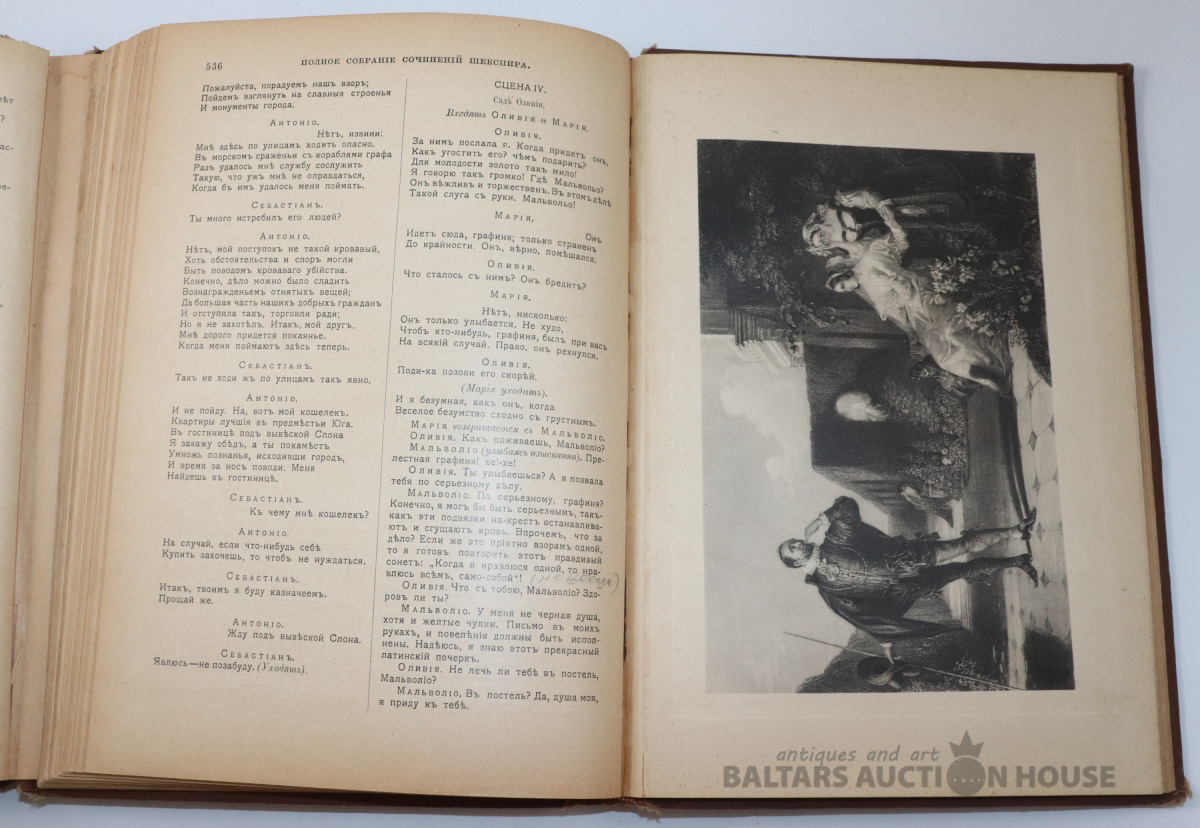 536
ПОЛНОЕ СОБРАНІЕ СОЧИНЕНІЙ ШЕКСПИРА.
Пожалуйста, порадуемъ нашъ взоръ;
Пойдемъ взглянуть на славныя строенья
И монументы города.
Антоніо.
Нѣтъ, извини:
Мнѣ здѣсь по улицамъ ходить опасно.
Въ морскомъ сраженьи съ кораблями графа
Разъ удалось мнѣ службу сослужить
Такую, что ужъ мнѣ не оправдаться,
Когда бъ имъ удалось меня поймать.
Себастіанъ.
Ты много истребилъ его людей?
Антоніо.
Нѣтъ, мой поступокъ не такой кровавый,
Хоть обстоятельства и споръ могли
Быть поводомъ кроваваго убійства.
Конечно, дѣло можно было сладить
Вознагражденьемъ отнятыхъ вещей;
Да большая часть нашихъ добрыхъ гражданъ
И отступила такъ, торговли ради;
Но я не захотѣлъ. Итакъ, мой другъ,
Мнѣ дорого придется покаянье.
Когда меня поймаютъ здѣсь теперь.
Себастіанъ.
Такъ не ходи жъ по улицамъ такъ явно.
Антоніо.
И не пойду. На, вотъ мой кошелекъ.
Квартиры лучшія въ предмѣстьи Юга.
Въ гостиницѣ подъ вывѣской Слона
Я закажу обѣдъ, а ты покамѣстъ
Умножь познанья, исходивши городъ,
И время за носъ поводи. Меня
Найдешь въ гостиницѣ.
Себастіанъ.
Къ чему мнѣ кошелекъ?
Антоніо.
На случай, если что-нибудь себѣ
Купить захочешь, то чтобъ не нуждаться.
Себастіанъ.
Итакъ, твоимъ я буду казначеемъ.
Прощай же.
Антоніо.
Жду подъ вывѣской Слона.
Себастіанъ.
Явлюсь—не позабуду. (Уходятъ).
СЦЕНА IV.
Садъ Оливіи.
Входятъ Оливія и Марія.
Оливія.
За нимъ послала я. Когда придетъ онъ,
Какъ угостить его? чѣмъ подарить?
Для молодости золото такъ мило!
Я говорю такъ громко! Гдѣ Мальвольо?
Онъ вѣжливъ и торжественъ. Въ этомъ дѣлѣ
Такой слуга съ руки. Мальвольо!
Марія.
Онъ
Идетъ сюда, графиня; только страненъ
До крайности. Онъ, вѣрно, помѣшался.
Оливія.
Что сталось съ нимъ? Онъ бредитъ?
Марія.
Нѣтъ, нисколько:
Онъ только улыбается. Не худо,
Чтобъ кто-нибудь, графиня, былъ при васъ
На всякій случай. Право, онъ рехнулся.
Оливія.
Поди-ка позови его скорѣй.
(Марія уходитъ).
И я безумная, какъ онъ, когда
Веселое безумство сходно съ грустнымъ.
Марія возвращается съ Мальволіо.
Оливія. Какъ поживаешь, Мальволіо?
Мальволіо (улыбаясь изысканно). Пре-
лестная графиня! хе!-хе!
Оливія. Ты улыбаешься? А я позвала
тебя по серьезному дѣлу.
Мальволіо. По серьезному, графиня?
Конечно, я могъ бы быть серьезнымъ, такъ-
какъ эти подвязки на-крестъ останавлива-
ютъ и сгущаютъ кровь. Впрочемъ, что за
дѣло? Если же это пріятно взорамъ одной,
то я готовъ повторить этотъ правдивый
сонетъ: „Когда я нравлюся одной, то нра-
влюсь всѣмъ, само-собой“!
Оливія. Что съ тобою, Мальволіо? Здо-
ровъ ли ты?
Мальволіо. У меня не черная душа,
хотя и желтые чулки. Письмо въ моихъ
рукахъ, и повелѣнія должны быть испол-
нены. Надѣюсь, я знаю этотъ прекрасный
латинскій почеркъ.
Оливія. Не лечь ли тебѣ въ постель,
Мальволіо?
Мальволіо. Въ постель? Да, душа моя,
я приду къ тебѣ.
antiques and art
BALTARS AUCTION HOUSE